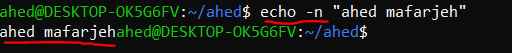 ahed@DESKTOP-OK5G6FV:~/ahed$ echo -n "ahed mafarjeh"
ahed mafarjehahed@DESKTOP-OK5G6FV:~/ahed$